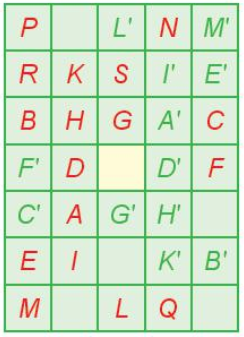 P L' N M'
R K S I' E'
B H G A' C
F' D D' F
C' A G' H'
E I K' B'
M L Q